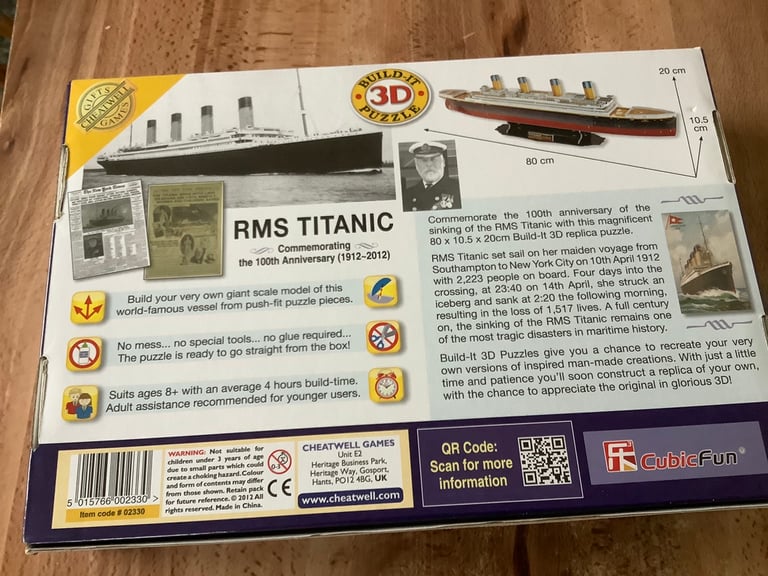 GIFTS
CHEATWELL
GAMES
BUILD-IT
3D
PUZZLE
20 cm
10.5
cm
80 cm
The New York Times
RMS TITANIC
Commemorating
the 100th Anniversary (1912–2012)
Build your very own giant scale model of this
world-famous vessel from push-fit puzzle pieces.
No mess... no special tools... no glue required...
The puzzle is ready to go straight from the box!
Suits ages 8+ with an average 4 hours build-time.
Adult assistance recommended for younger users.
Commemorate the 100th anniversary of the
sinking of the RMS Titanic with this magnificent
80 x 10.5 x 20cm Build-It 3D replica puzzle.
RMS Titanic set sail on her maiden voyage from
Southampton to New York City on 10th April 1912
with 2,223 people on board. Four days into the
crossing, at 23:40 on 14th April, she struck an
iceberg and sank at 2:20 the following morning,
resulting in the loss of 1,517 lives. A full century
on, the sinking of the RMS Titanic remains one
of the most tragic disasters in maritime history.
Build-It 3D Puzzles give you a chance to recreate your very
own versions of inspired man-made creations. With just a little
time and patience you'll soon construct a replica of your own,
with the chance to appreciate the original in glorious 3D!
5 015766 002330 >
Item code # 02330
WARNING: Not suitable for
children under 3 years of age
due to small parts which could
create a choking hazard. Colour
and form of contents may differ
from those shown. Retain pack
for future reference. © 2012 All
rights reserved. Made in China.
0-3
CE
CHEATWELL GAMES
Unit E2
Heritage Business Park,
Heritage Way, Gosport,
Hants, PO12 4BG, UK
www.cheatwell.com
QR Code:
Scan for more
information
CubicFun®